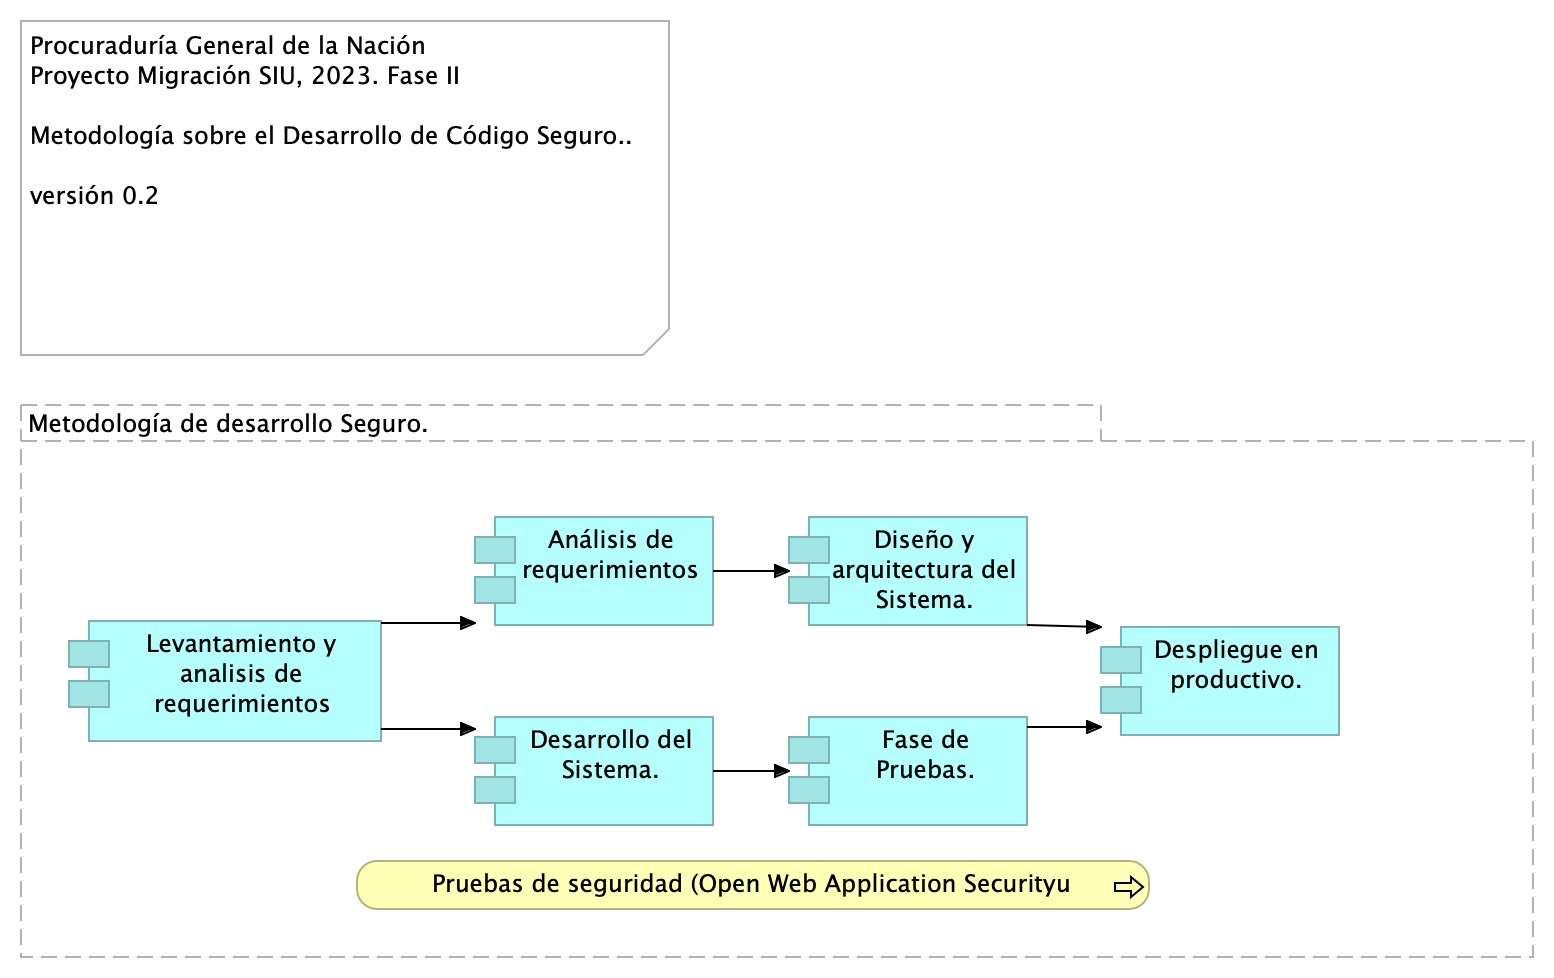 Procuraduría General de la Nación
Proyecto Migración SIU, 2023. Fase II
Metodología sobre el Desarrollo de Código Seguro..
versión 0.2
Metodología de desarrollo Seguro.
Levantamiento y
analisis de
requerimientos
Análisis de
requerimientos
Diseño y
arquitectura del
Sistema.
Desarrollo del
Sistema.
Fase de
Pruebas.
Despliegue en
productivo.
Pruebas de seguridad (Open Web Application Securityu